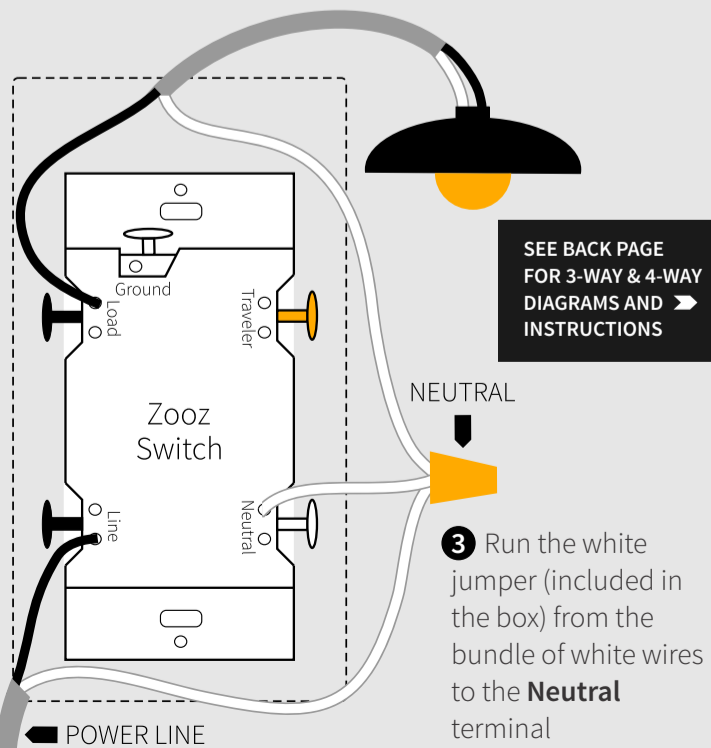 SEE BACK PAGE
FOR 3-WAY & 4-WAY
DIAGRAMS AND
INSTRUCTIONS
Ground
Load
Traveler
Zooz
Switch
NEUTRAL
Line
Neutral
3 Run the white
jumper (included in
the box) from the
bundle of white wires
to the Neutral
terminal
POWER LINE